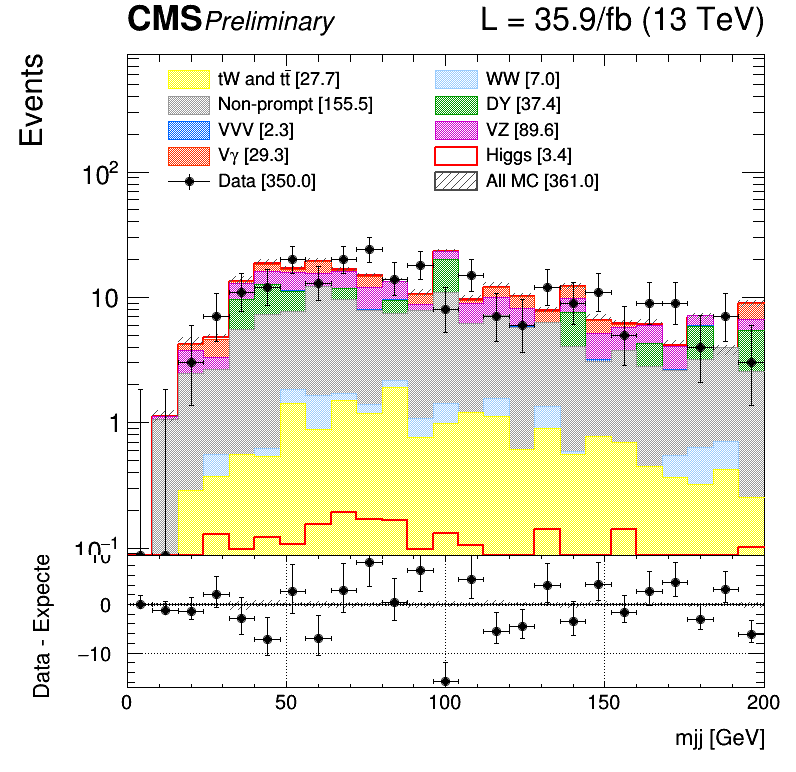 CMS Preliminary L = 35.9/fb (13 TeV)
Events
tW and tt̄ [27.7] WW [7.0]
Non-prompt [155.5] DY [37.4]
VVV [2.3] VZ [89.6]
Vγ [29.3] Higgs [3.4]
Data [350.0] All MC [361.0]
10²
10
1
10⁻¹
10
0
−10
Data - Expecte
0 50 100 150 200
mjj [GeV]